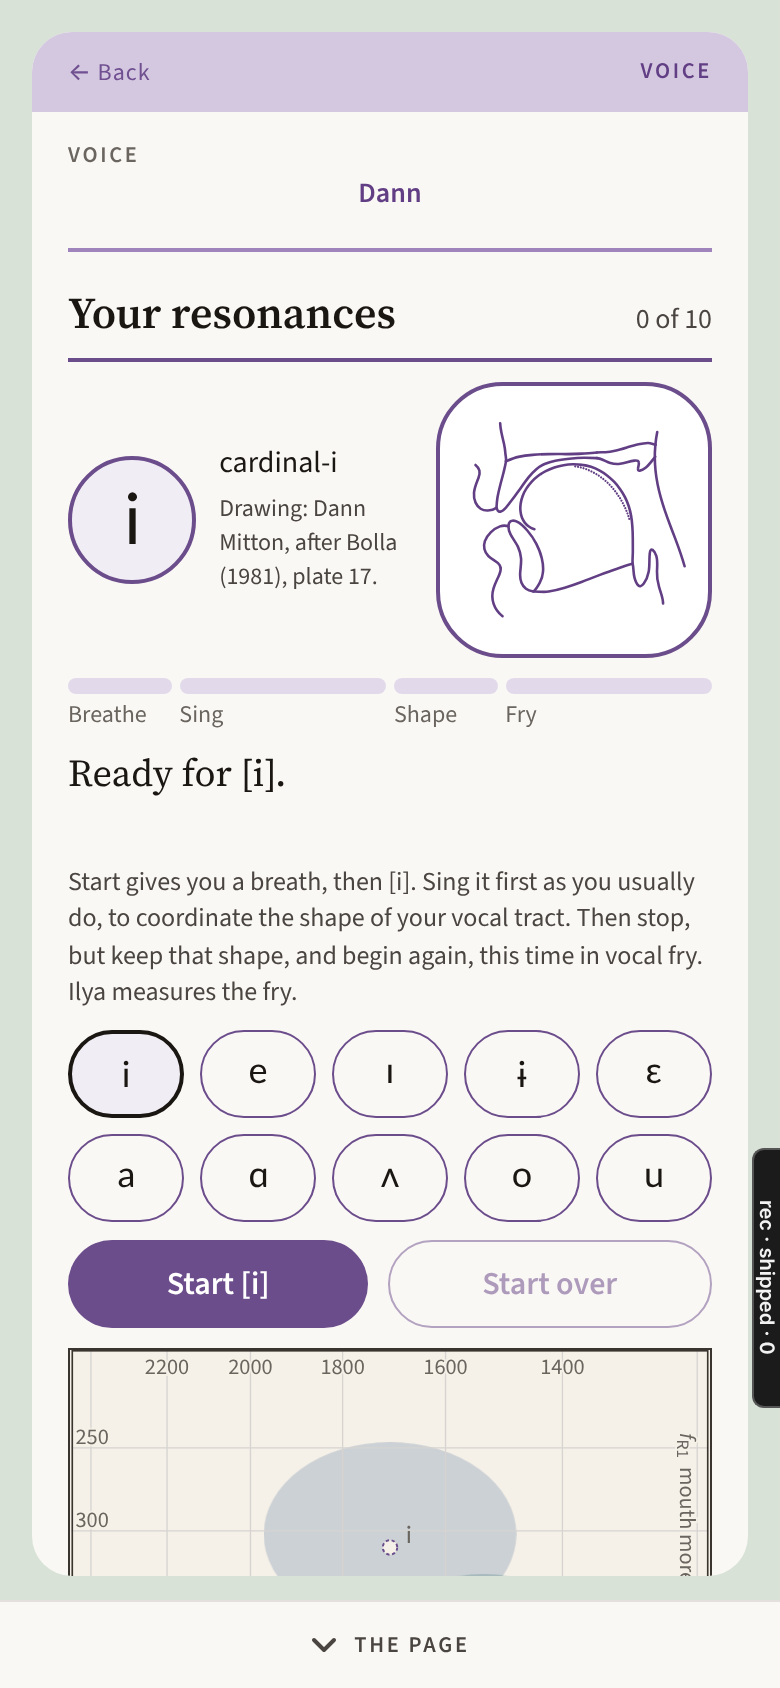 ← Back
VOICE
VOICE
Dann
Your resonances
0 of 10
i
cardinal-i
Drawing: Dann
Mitton, after Bolla
(1981), plate 17.
Breathe
Sing
Shape
Fry
Ready for [i].
Start gives you a breath, then [i]. Sing it first as you usually
do, to coordinate the shape of your vocal tract. Then stop,
but keep that shape, and begin again, this time in vocal fry.
Ilya measures the fry.
i e ɪ ɨ ɛ
a ɑ ʌ o u
Start [i]
Start over
rec · shipped · 0
2200 2000 1800 1600 1400
250
300
i
fR1 mouth more
THE PAGE